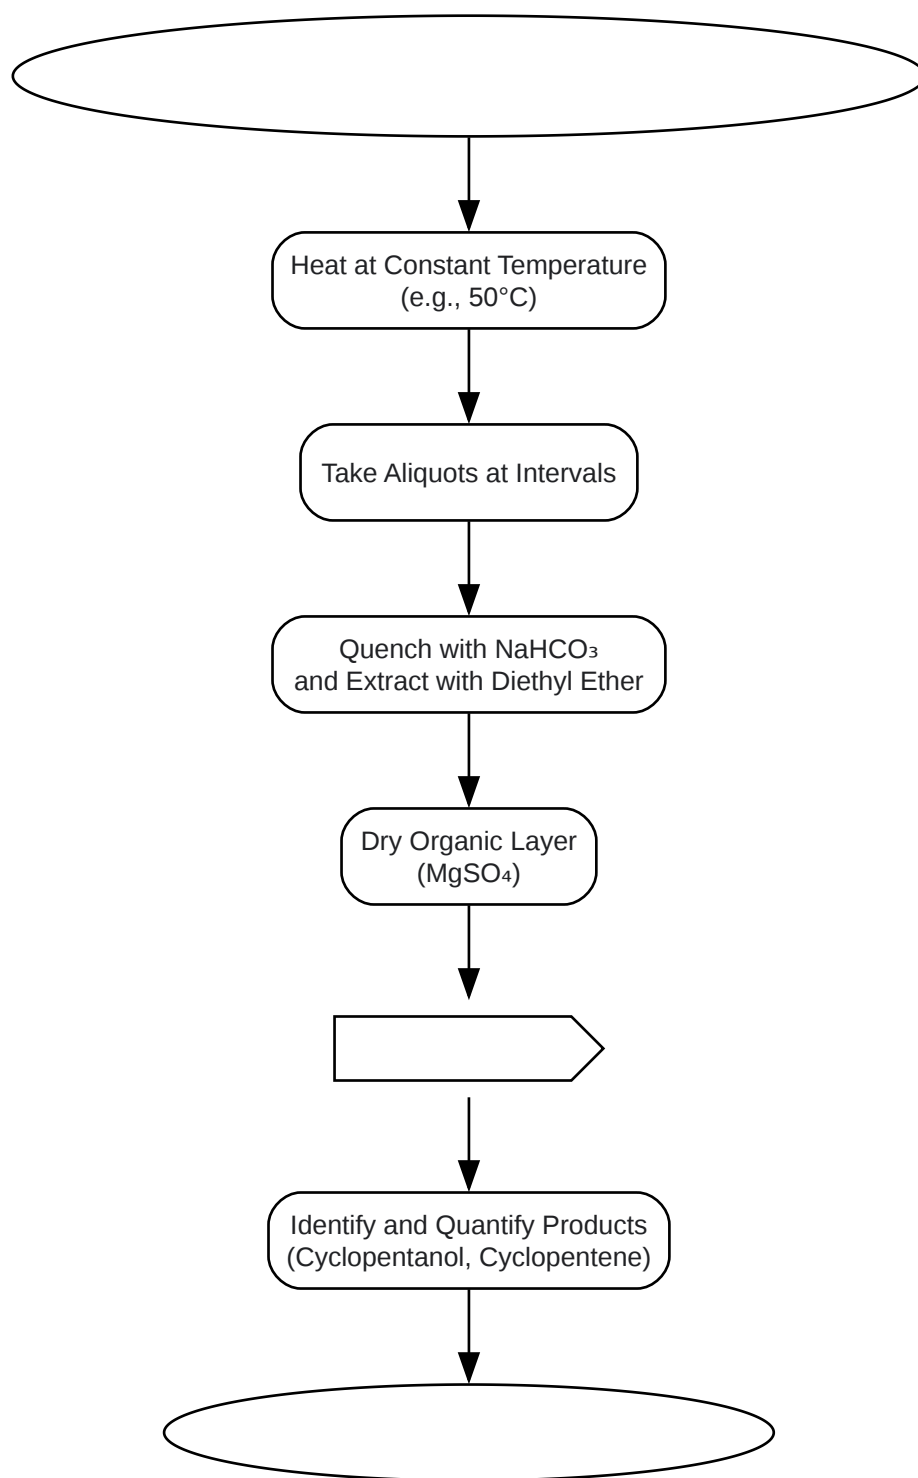 Heat at Constant Temperature
(e.g., 50°C)
Take Aliquots at Intervals
Quench with NaHCO₃
and Extract with Diethyl Ether
Dry Organic Layer
(MgSO₄)
Identify and Quantify Products
(Cyclopentanol, Cyclopentene)